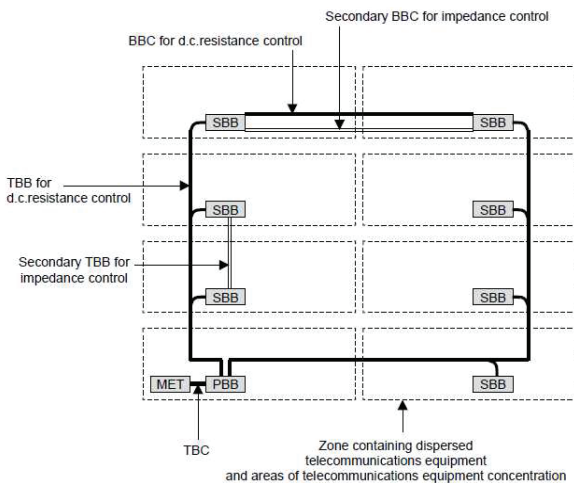 Secondary BBC for impedance control
BBC for d.c.resistance control
SBB
SBB
TBB for
d.c.resistance control
SBB
SBB
Secondary TBB for
impedance control
SBB
SBB
MET
PBB
SBB
TBC
Zone containing dispersed
telecommunications equipment
and areas of telecommunications equipment concentration